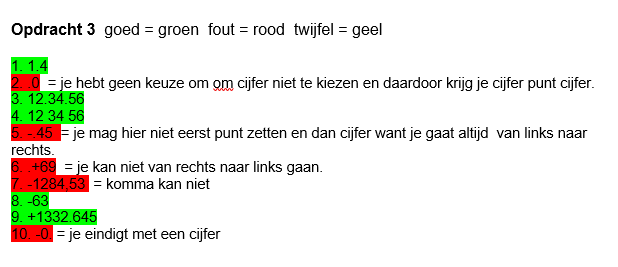 Opdracht 3 goed = groen fout = rood twijfel = geel
1. 1.4
2. 0 = je hebt geen keuze om om cijfer niet te kiezen en daardoor krijg je cijfer punt cijfer.
3. 12.34.56
4. 12 34 56
5. -.45 = je mag hier niet eerst punt zetten en dan cijfer want je gaat altijd van links naar
rechts.
6. .+69 = je kan niet van rechts naar links gaan.
7. -1284,53 = komma kan niet
8. -63
9. +1332.645
10. -0. = je eindigt met een cijfer